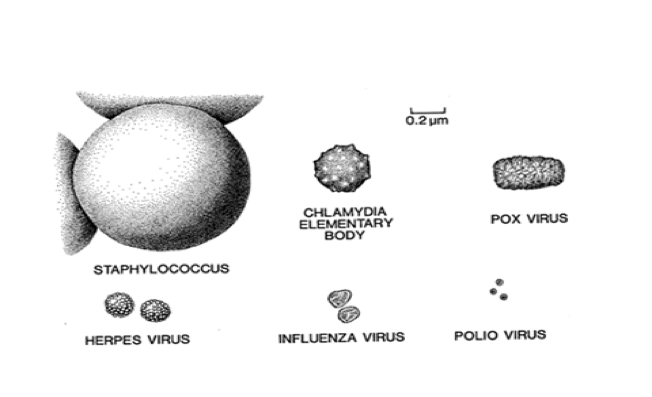 0.2 µm
CHLAMYDIA
ELEMENTARY
BODY
POX VIRUS
STAPHYLOCOCCUS
HERPES VIRUS
INFLUENZA VIRUS
POLIO VIRUS